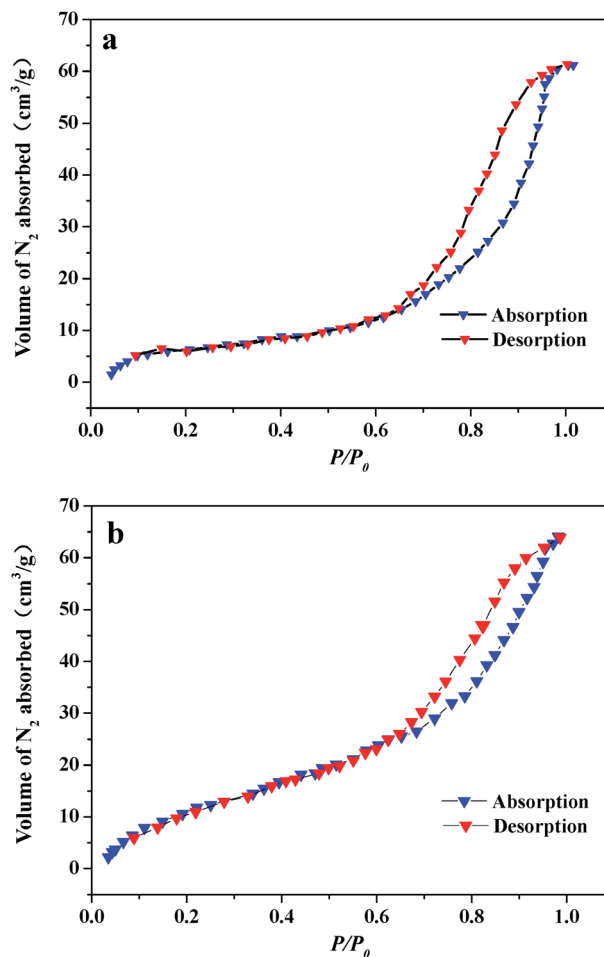 a
70
60
50
40
30
20
10
0
Volume of N₂ absorbed（cm³/g）
Absorption
Desorption
0.0 0.2 0.4 0.6 0.8 1.0
P/P₀
b
70
60
50
40
30
20
10
0
Volume of N₂ absorbed（cm³/g）
Absorption
Desorption
0.0 0.2 0.4 0.6 0.8 1.0
P/P₀